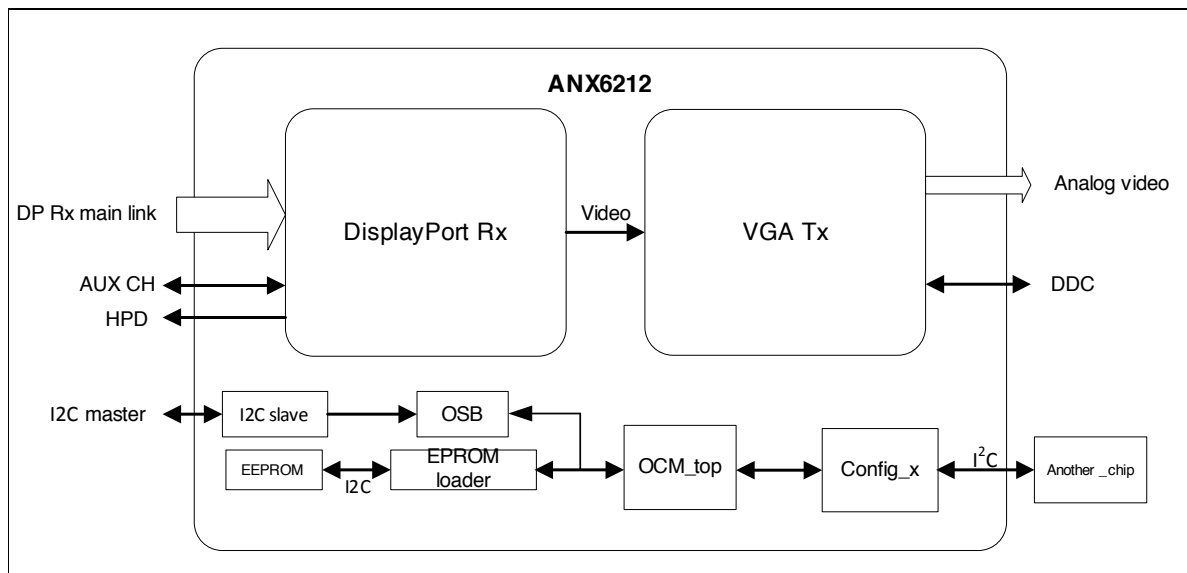 ANX6212
DP Rx main link
DisplayPort Rx
Video
VGA Tx
Analog video
AUX CH
HPD
DDC
I2C master
I2C slave
OSB
EEPROM
I2C
EPROM
loader
OCM_top
Config_x
I²C
Another _chip